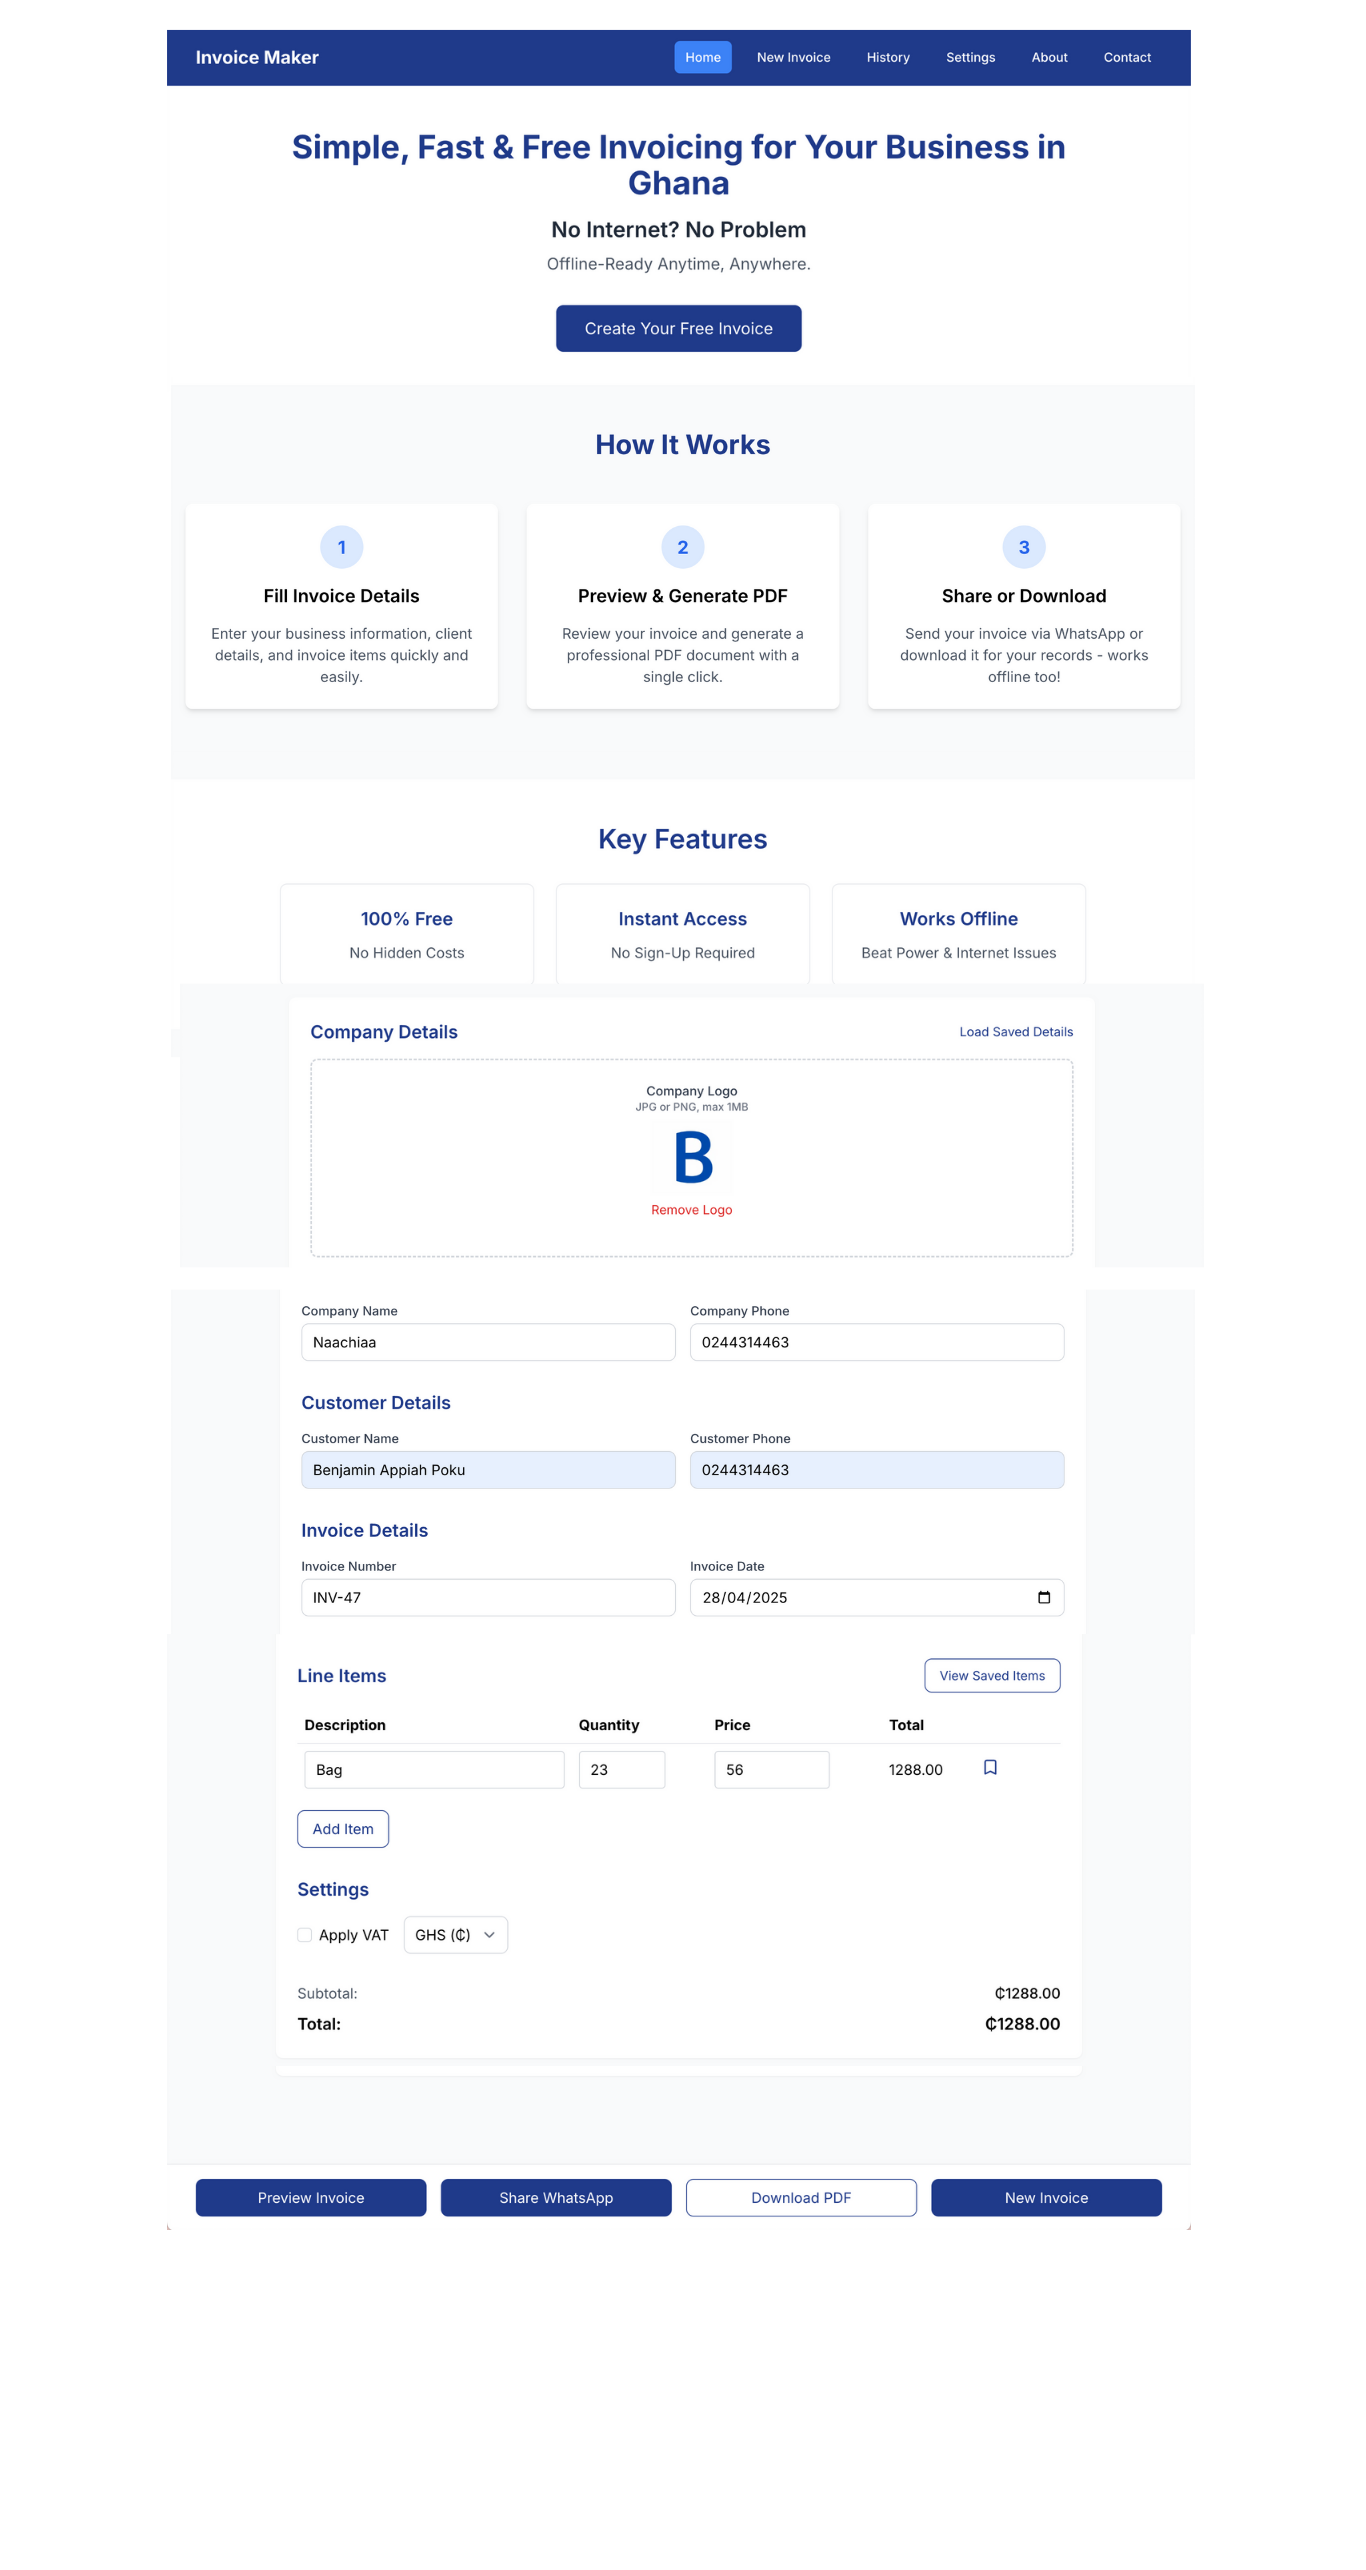 Invoice Maker
Home
New Invoice
History
Settings
About
Contact
Simple, Fast & Free Invoicing for Your Business in
Ghana
No Internet? No Problem
Offline-Ready Anytime, Anywhere.
Create Your Free Invoice
How It Works
1
Fill Invoice Details
Enter your business information, client
details, and invoice items quickly and
easily.
2
Preview & Generate PDF
Review your invoice and generate a
professional PDF document with a
single click.
3
Share or Download
Send your invoice via WhatsApp or
download it for your records - works
offline too!
Key Features
100% Free
No Hidden Costs
Instant Access
No Sign-Up Required
Works Offline
Beat Power & Internet Issues
Company Details
Load Saved Details
Company Logo
JPG or PNG, max 1MB
B
Remove Logo
Company Name
Company Phone
Naachiaa
0244314463
Customer Details
Customer Name
Customer Phone
Benjamin Appiah Poku
0244314463
Invoice Details
Invoice Number
Invoice Date
INV-47
28/04/2025
Line Items
View Saved Items
Description
Quantity
Price
Total
Bag
23
56
1288.00
Add Item
Settings
Apply VAT
GHS (₵)
Subtotal:
₵1288.00
Total:
₵1288.00
Preview Invoice
Share WhatsApp
Download PDF
New Invoice